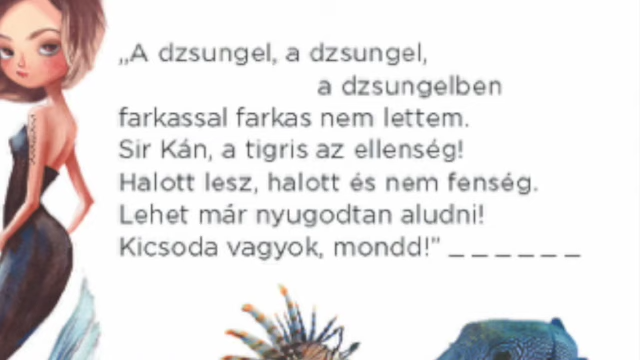 „A dzsungel, a dzsungel,
a dzsungelben
farkassal farkas nem lettem.
Sir Kán, a tigris az ellenség!
Halott lesz, halott és nem fenség.
Lehet már nyugodtan aludni!
Kicsoda vagyok, mondd!” _ _ _ _ _ _